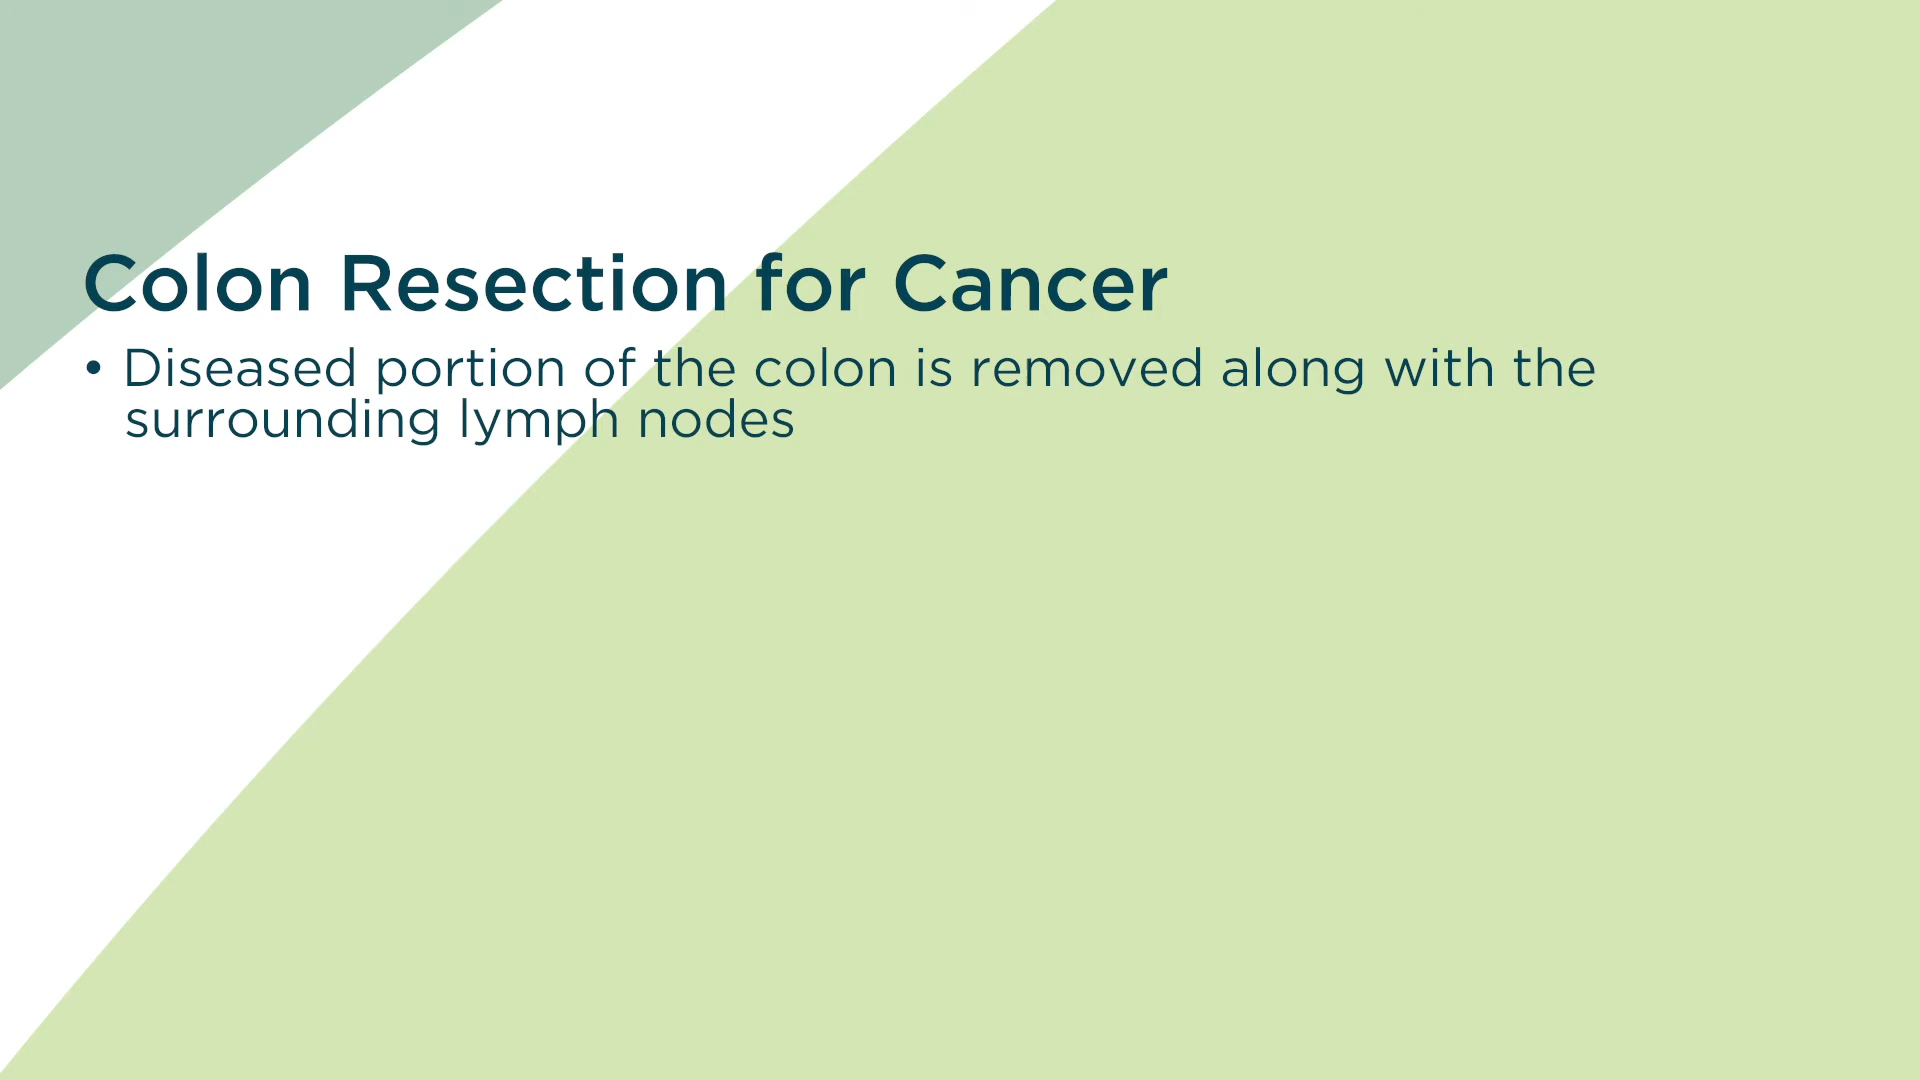 Colon Resection for Cancer
• Diseased portion of the colon is removed along with the
surrounding lymph nodes